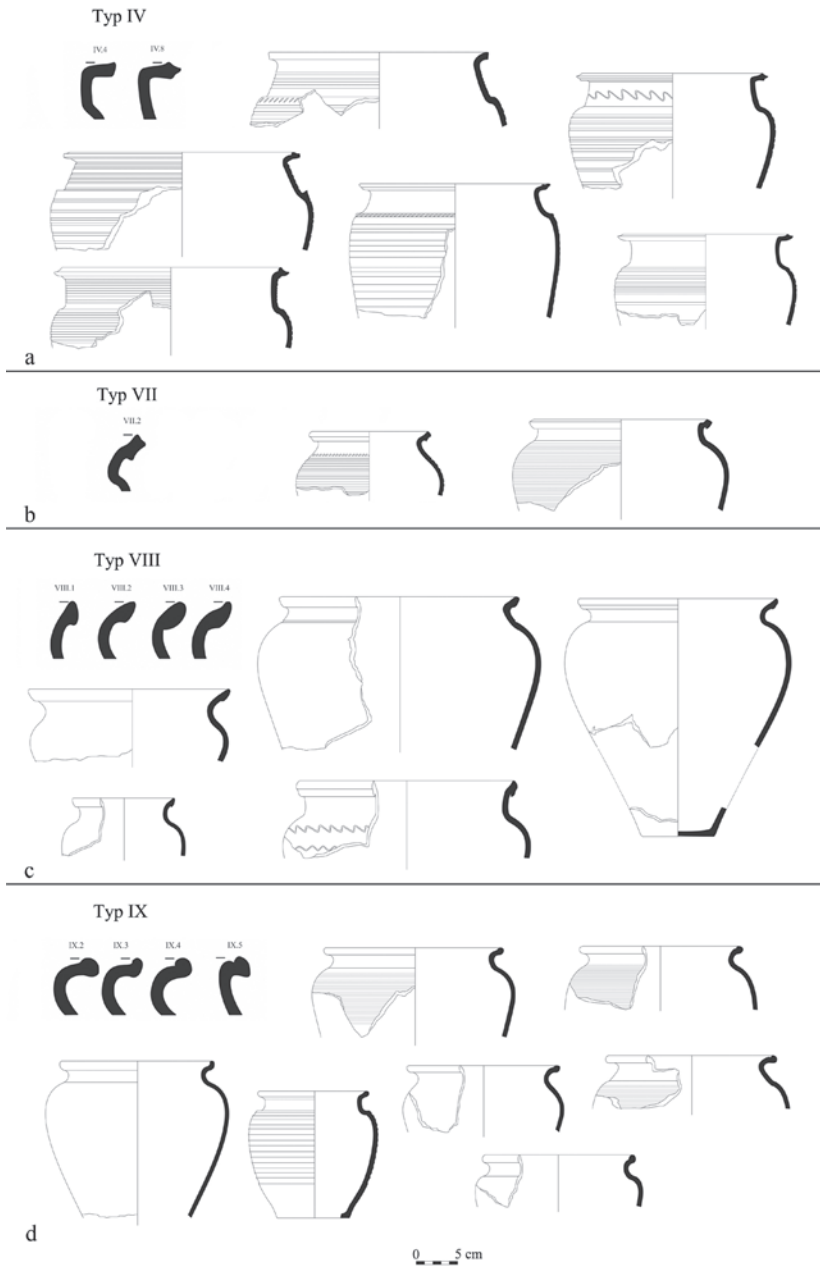 Typ IV
IV.4 IV.8
a
Typ VII
VII.2
b
Typ VIII
VIII.1 VIII.2 VIII.3 VIII.4
c
Typ IX
IX.2 IX.3 IX.4 IX.5
d
0 5 cm